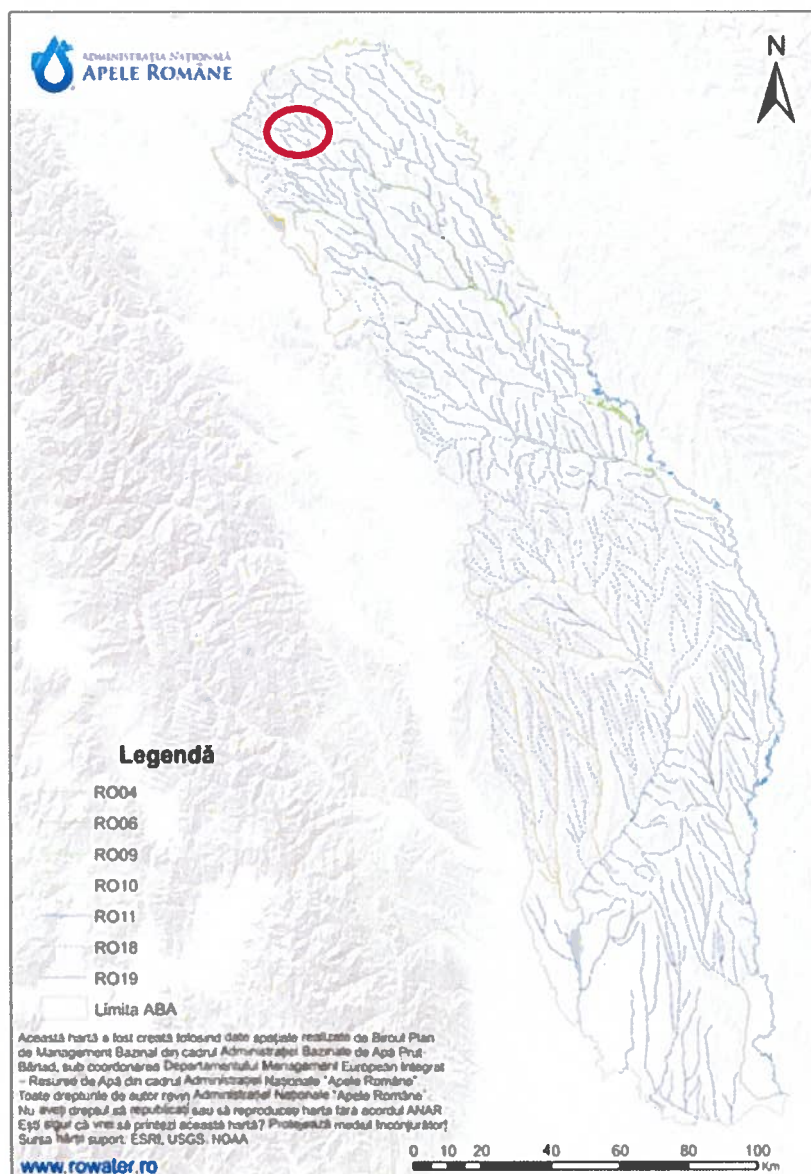 ADMINISTRAȚIA NAȚIONALĂ
APELE ROMÂNE
N
Legendă
RO04
RO06
RO09
RO10
RO11
RO18
RO19
Limita ABA
Această hartă a fost creată folosind date spațiale realizate de Biroul Plan
de Management Bazinal din cadrul Administrației Bazinale de Apă Prut-
Bârlad, sub coordonarea Departamentului Management European Integrat
- Resurse de Apă din cadrul Administrației Naționale "Apele Române"
Toate drepturile de autor revin Administrației Naționale "Apele Române"
Nu aveți dreptul să republicați sau să reproduceți harta fără acordul ANAR
Ești sigur că vrei să printezi această hartă? Protejează mediul înconjurător!
Sursa hărții suport: ESRI, USGS, NOAA
www.rowater.ro
0 10 20 40 60 80 100
Km